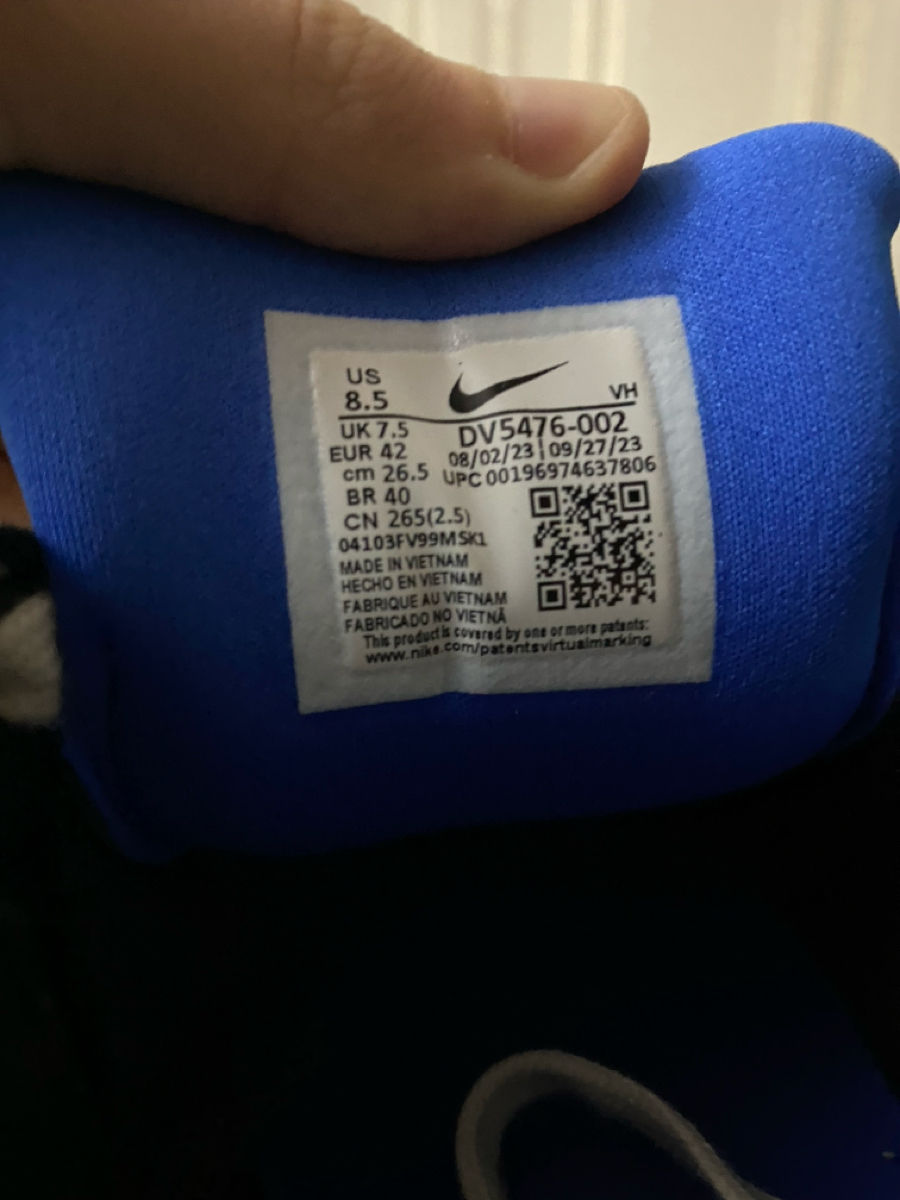 US
8.5
VH
UK 7.5
EUR 42
cm 26.5
BR 40
CN 265(2.5)
04103FV99MSK1
DV5476-002
08/02/23 | 09/27/23
UPC 00196974637806
MADE IN VIETNAM
HECHO EN VIETNAM
FABRIQUE AU VIETNAM
FABRICADO NO VIETNÃ
This product is covered by one or more patents:
www.nike.com/patentsvirtualmarking